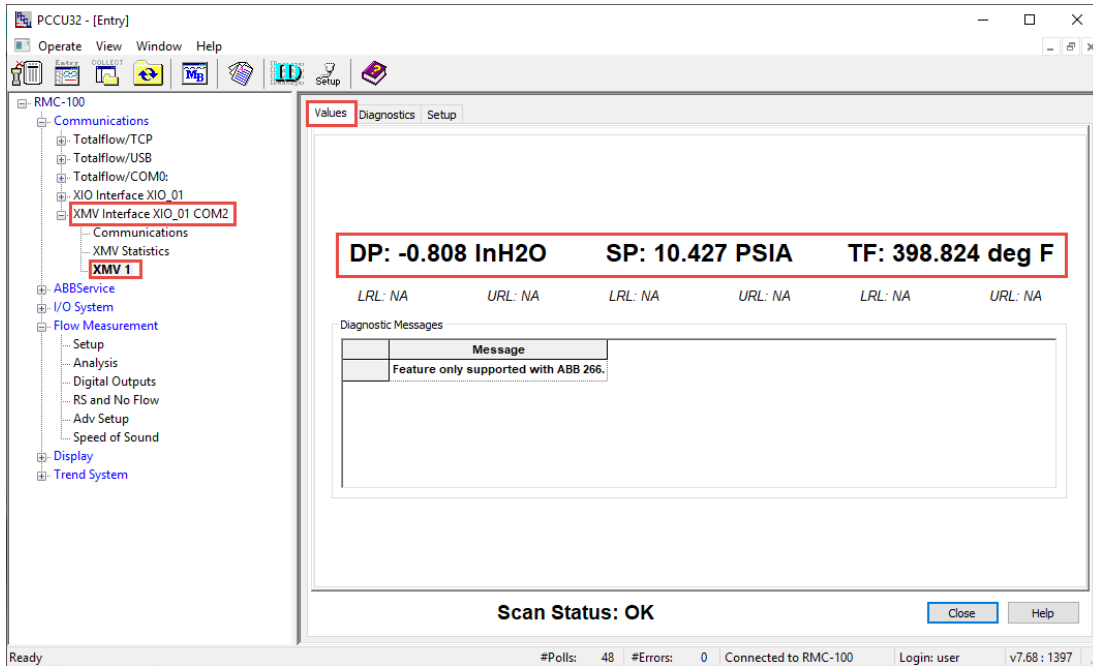 PCCU32 - [Entry]
Operate View Window Help
Entry COLLECT MB ID Setup
RMC-100
Communications
Totalflow/TCP
Totalflow/USB
Totalflow/COM0:
XIO Interface XIO_01
XMV Interface XIO_01 COM2
Communications
XMV Statistics
XMV 1
ABBService
I/O System
Flow Measurement
Setup
Analysis
Digital Outputs
RS and No Flow
Adv Setup
Speed of Sound
Display
Trend System
Values Diagnostics Setup
DP: -0.808 InH2O SP: 10.427 PSIA TF: 398.824 deg F
LRL: NA URL: NA LRL: NA URL: NA LRL: NA URL: NA
Diagnostic Messages
Message
Feature only supported with ABB 266.
Scan Status: OK
Close Help
Ready #Polls: 48 #Errors: 0 Connected to RMC-100 Login: user v7.68 : 1397